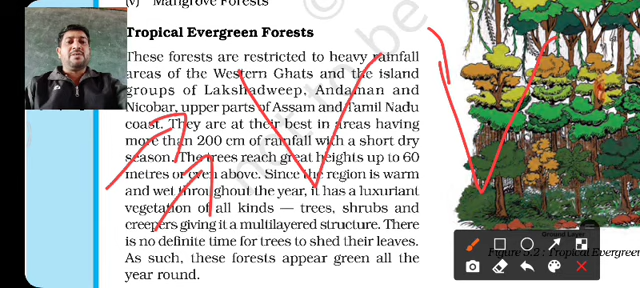 (v) Mangrove Forests
Tropical Evergreen Forests
These forests are restricted to heavy rainfall
areas of the Western Ghats and the island
groups of Lakshadweep, Andaman and
Nicobar, upper parts of Assam and Tamil Nadu
coast. They are at their best in areas having
more than 200 cm of rainfall with a short dry
season. The trees reach great heights up to 60
metres or even above. Since the region is warm
and wet throughout the year, it has a luxuriant
vegetation of all kinds — trees, shrubs and
creepers giving it a multilayered structure. There
is no definite time for trees to shed their leaves.
As such, these forests appear green all the
year round.
not to be
Ground Layer
Figure 5.2 : Tropical Evergreen